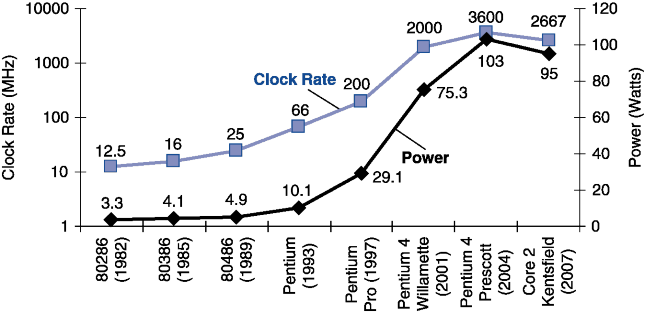 10000
1000
100
10
1
Clock Rate (MHz)
120
100
80
60
40
20
0
Power (Watts)
12.5
16
25
66
200
2000
3600
2667
Clock Rate
3.3
4.1
4.9
10.1
29.1
75.3
103
95
Power
80286
(1982)
80386
(1985)
80486
(1989)
Pentium
(1993)
Pentium
Pro (1997)
Pentium 4
Willamette
(2001)
Pentium 4
Prescott
(2004)
Core 2
Kentsfield
(2007)